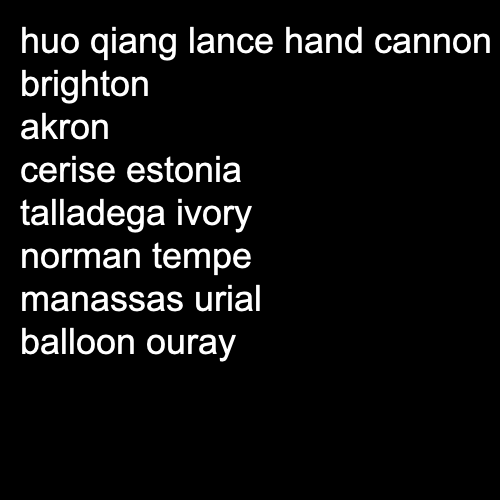 huo qiang lance hand cannon
brighton
akron
cerise estonia
talladega ivory
norman tempe
manassas urial
balloon ouray